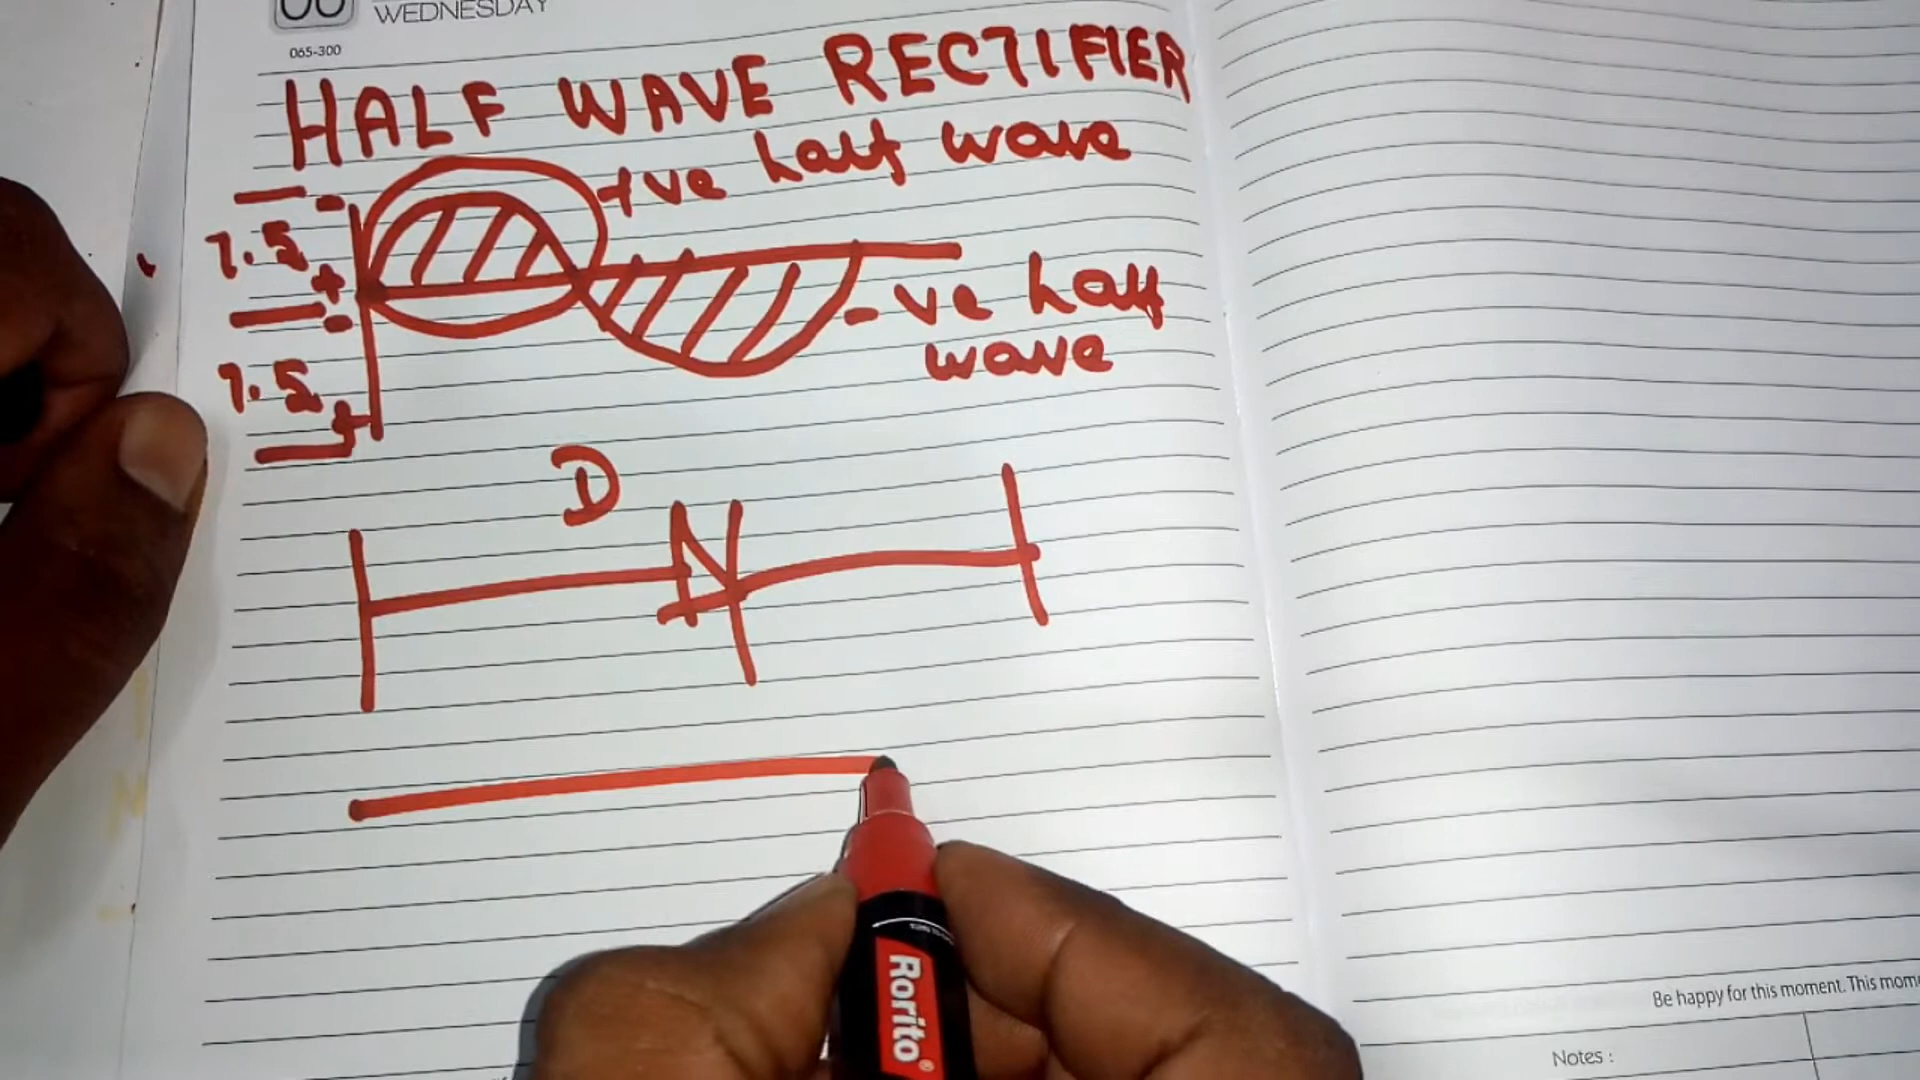 06
WEDNESDAY
065-300
HALF WAVE RECTIFIER
+ve half wave
7.5
-ve half
wave
7.5
D
Rorito®
Be happy for this moment. This mom
Notes :